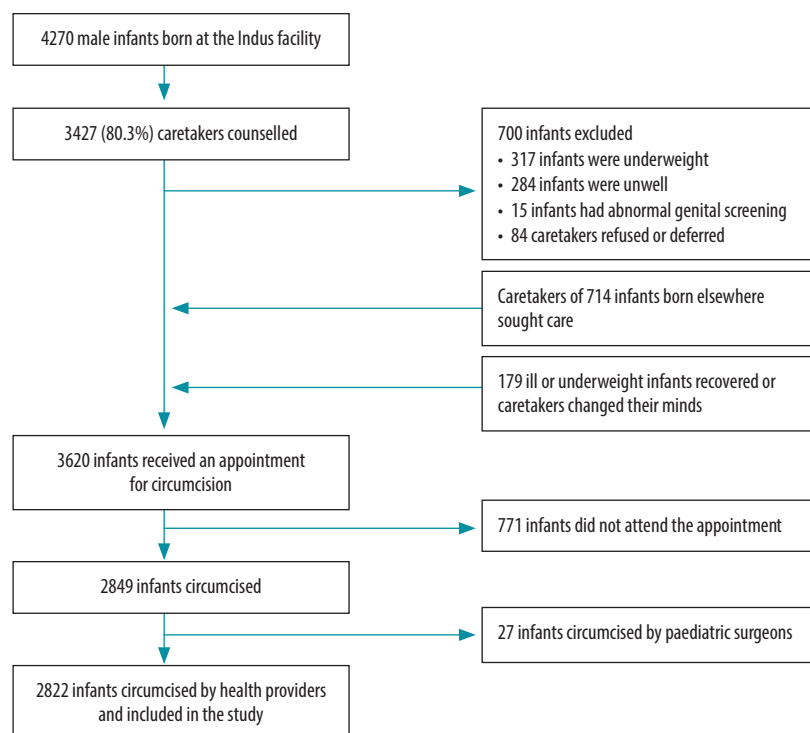 4270 male infants born at the Indus facility
3427 (80.3%) caretakers counselled
700 infants excluded
• 317 infants were underweight
• 284 infants were unwell
• 15 infants had abnormal genital screening
• 84 caretakers refused or deferred
Caretakers of 714 infants born elsewhere
sought care
179 ill or underweight infants recovered or
caretakers changed their minds
3620 infants received an appointment
for circumcision
771 infants did not attend the appointment
2849 infants circumcised
27 infants circumcised by paediatric surgeons
2822 infants circumcised by health providers
and included in the study